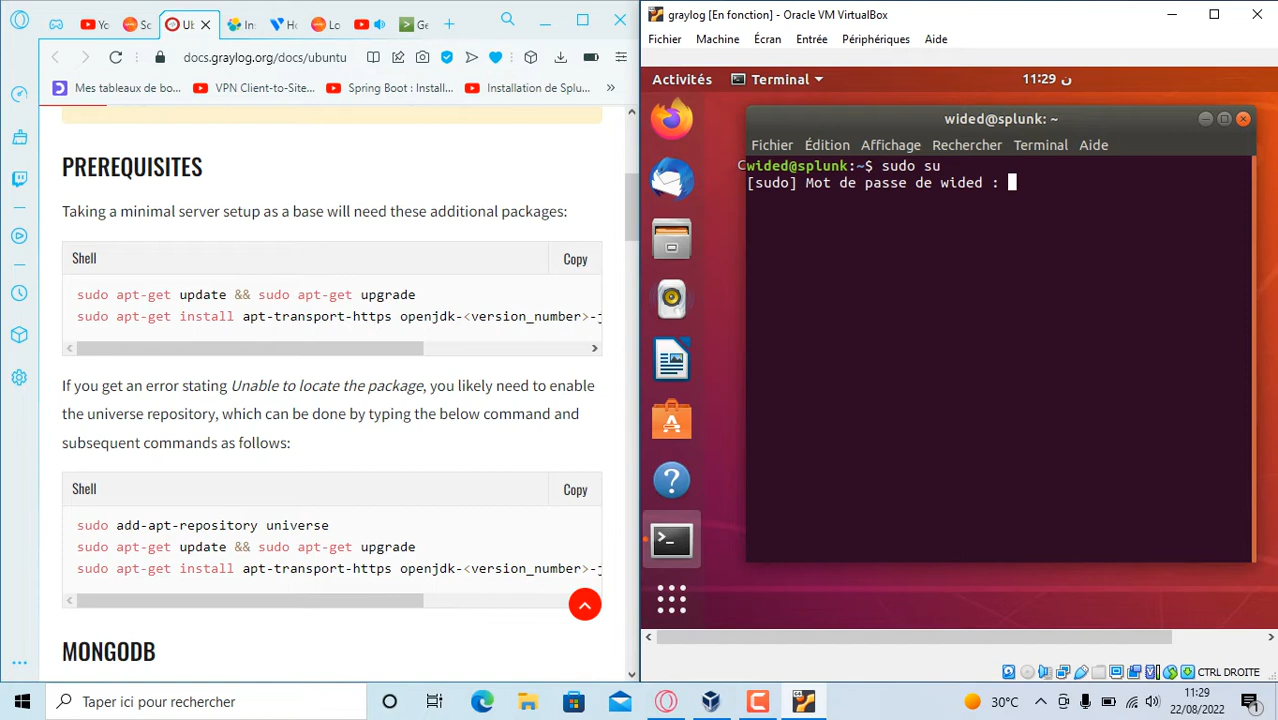 Yo
Sc
Ub
In
Ho
Lo
Ge
docs.graylog.org/docs/ubuntu
Mes tableaux de bo...
VPN Client-to-Site...
Spring Boot : Install...
Installation de Splu...
PREREQUISITES
Taking a minimal server setup as a base will need these additional packages:
Shell
Copy
sudo apt-get update && sudo apt-get upgrade
sudo apt-get install apt-transport-https openjdk-<version_number>-j
If you get an error stating Unable to locate the package, you likely need to enable
the universe repository, which can be done by typing the below command and
subsequent commands as follows:
Shell
Copy
sudo add-apt-repository universe
sudo apt-get update && sudo apt-get upgrade
sudo apt-get install apt-transport-https openjdk-<version_number>-j
MONGODB
graylog [En fonction] - Oracle VM VirtualBox
Fichier Machine Écran Entrée Périphériques Aide
Activités
Terminal
11:29 ن
wided@splunk: ~
Fichier Édition Affichage Rechercher Terminal Aide
wided@splunk:~$ sudo su
[sudo] Mot de passe de wided :
CTRL DROITE
Taper ici pour rechercher
30°C
11:29
22/08/2022
1